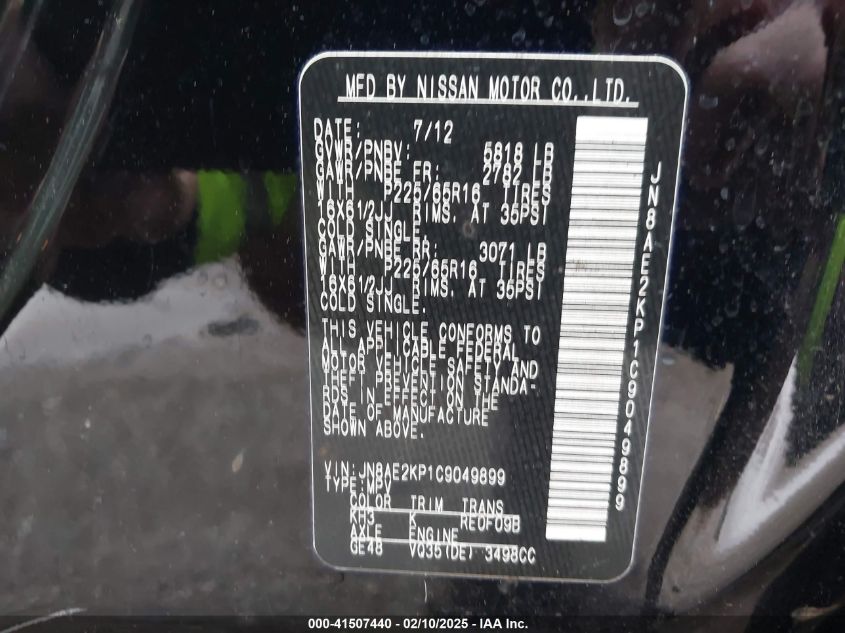 MFD BY NISSAN MOTOR CO.,LTD.
DATE: 7/12
GVWR/PNBV: 5818 LB
GAWR/PNBE FR: 2782 LB
WITH P225/65R16 TIRES
16X61/2JJ RIMS. AT 35PSI
COLD SINGLE.
GAWR/PNBE RR: 3071 LB
WITH P225/65R16 TIRES
16X61/2JJ RIMS. AT 35PSI
COLD SINGLE.
THIS VEHICLE CONFORMS TO
ALL APPLICABLE FEDERAL
MOTOR VEHICLE SAFETY AND
THEFT PREVENTION STANDA-
RDS IN EFFECT ON THE
DATE OF MANUFACTURE
SHOWN ABOVE.
VIN:JN8AE2KP1C9049899
TYPE:MPV
COLOR TRIM TRANS
KH3 K RE0F09B
AXLE ENGINE
GE48 VQ35(DE) 3498CC
JN8AE2KP1C9049899
000-41507440 - 02/10/2025 - IAA Inc.